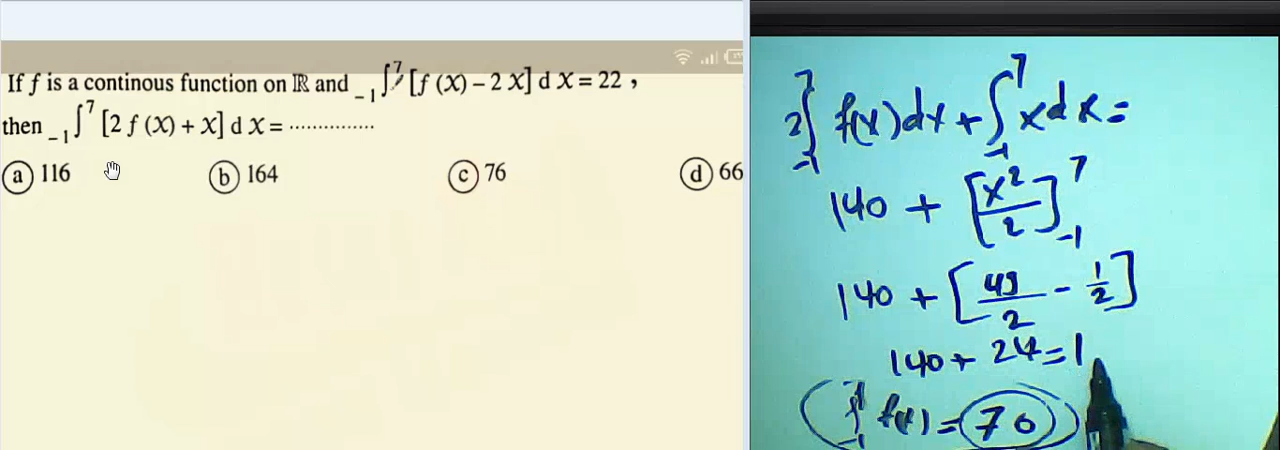 If f is a continous function on ℝ and ₋₁∫⁷ [f (X) – 2 X] d X = 22 ,
then ₋₁∫⁷ [2 f (X) + X] d X = ...............
(a) 116 (b) 164 (c) 76 (d) 66
2 ∫₋₁⁷ f(x)dx + ∫₋₁⁷ x dx =
140 + [x²/2]₋₁⁷
140 + [49/2 - 1/2]
140 + 24 = 1
∫₋₁ f(x) = 70